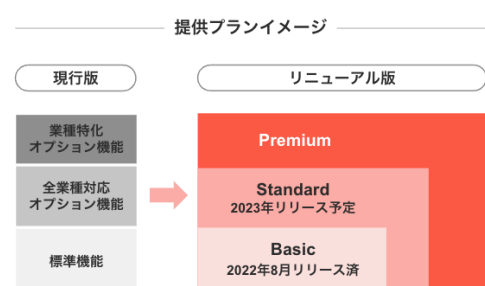 提供プランイメージ
現行版
リニューアル版
業種特化
オプション機能
全業種対応
オプション機能
標準機能
Premium
Standard
2023年リリース予定
Basic
2022年8月リリース済